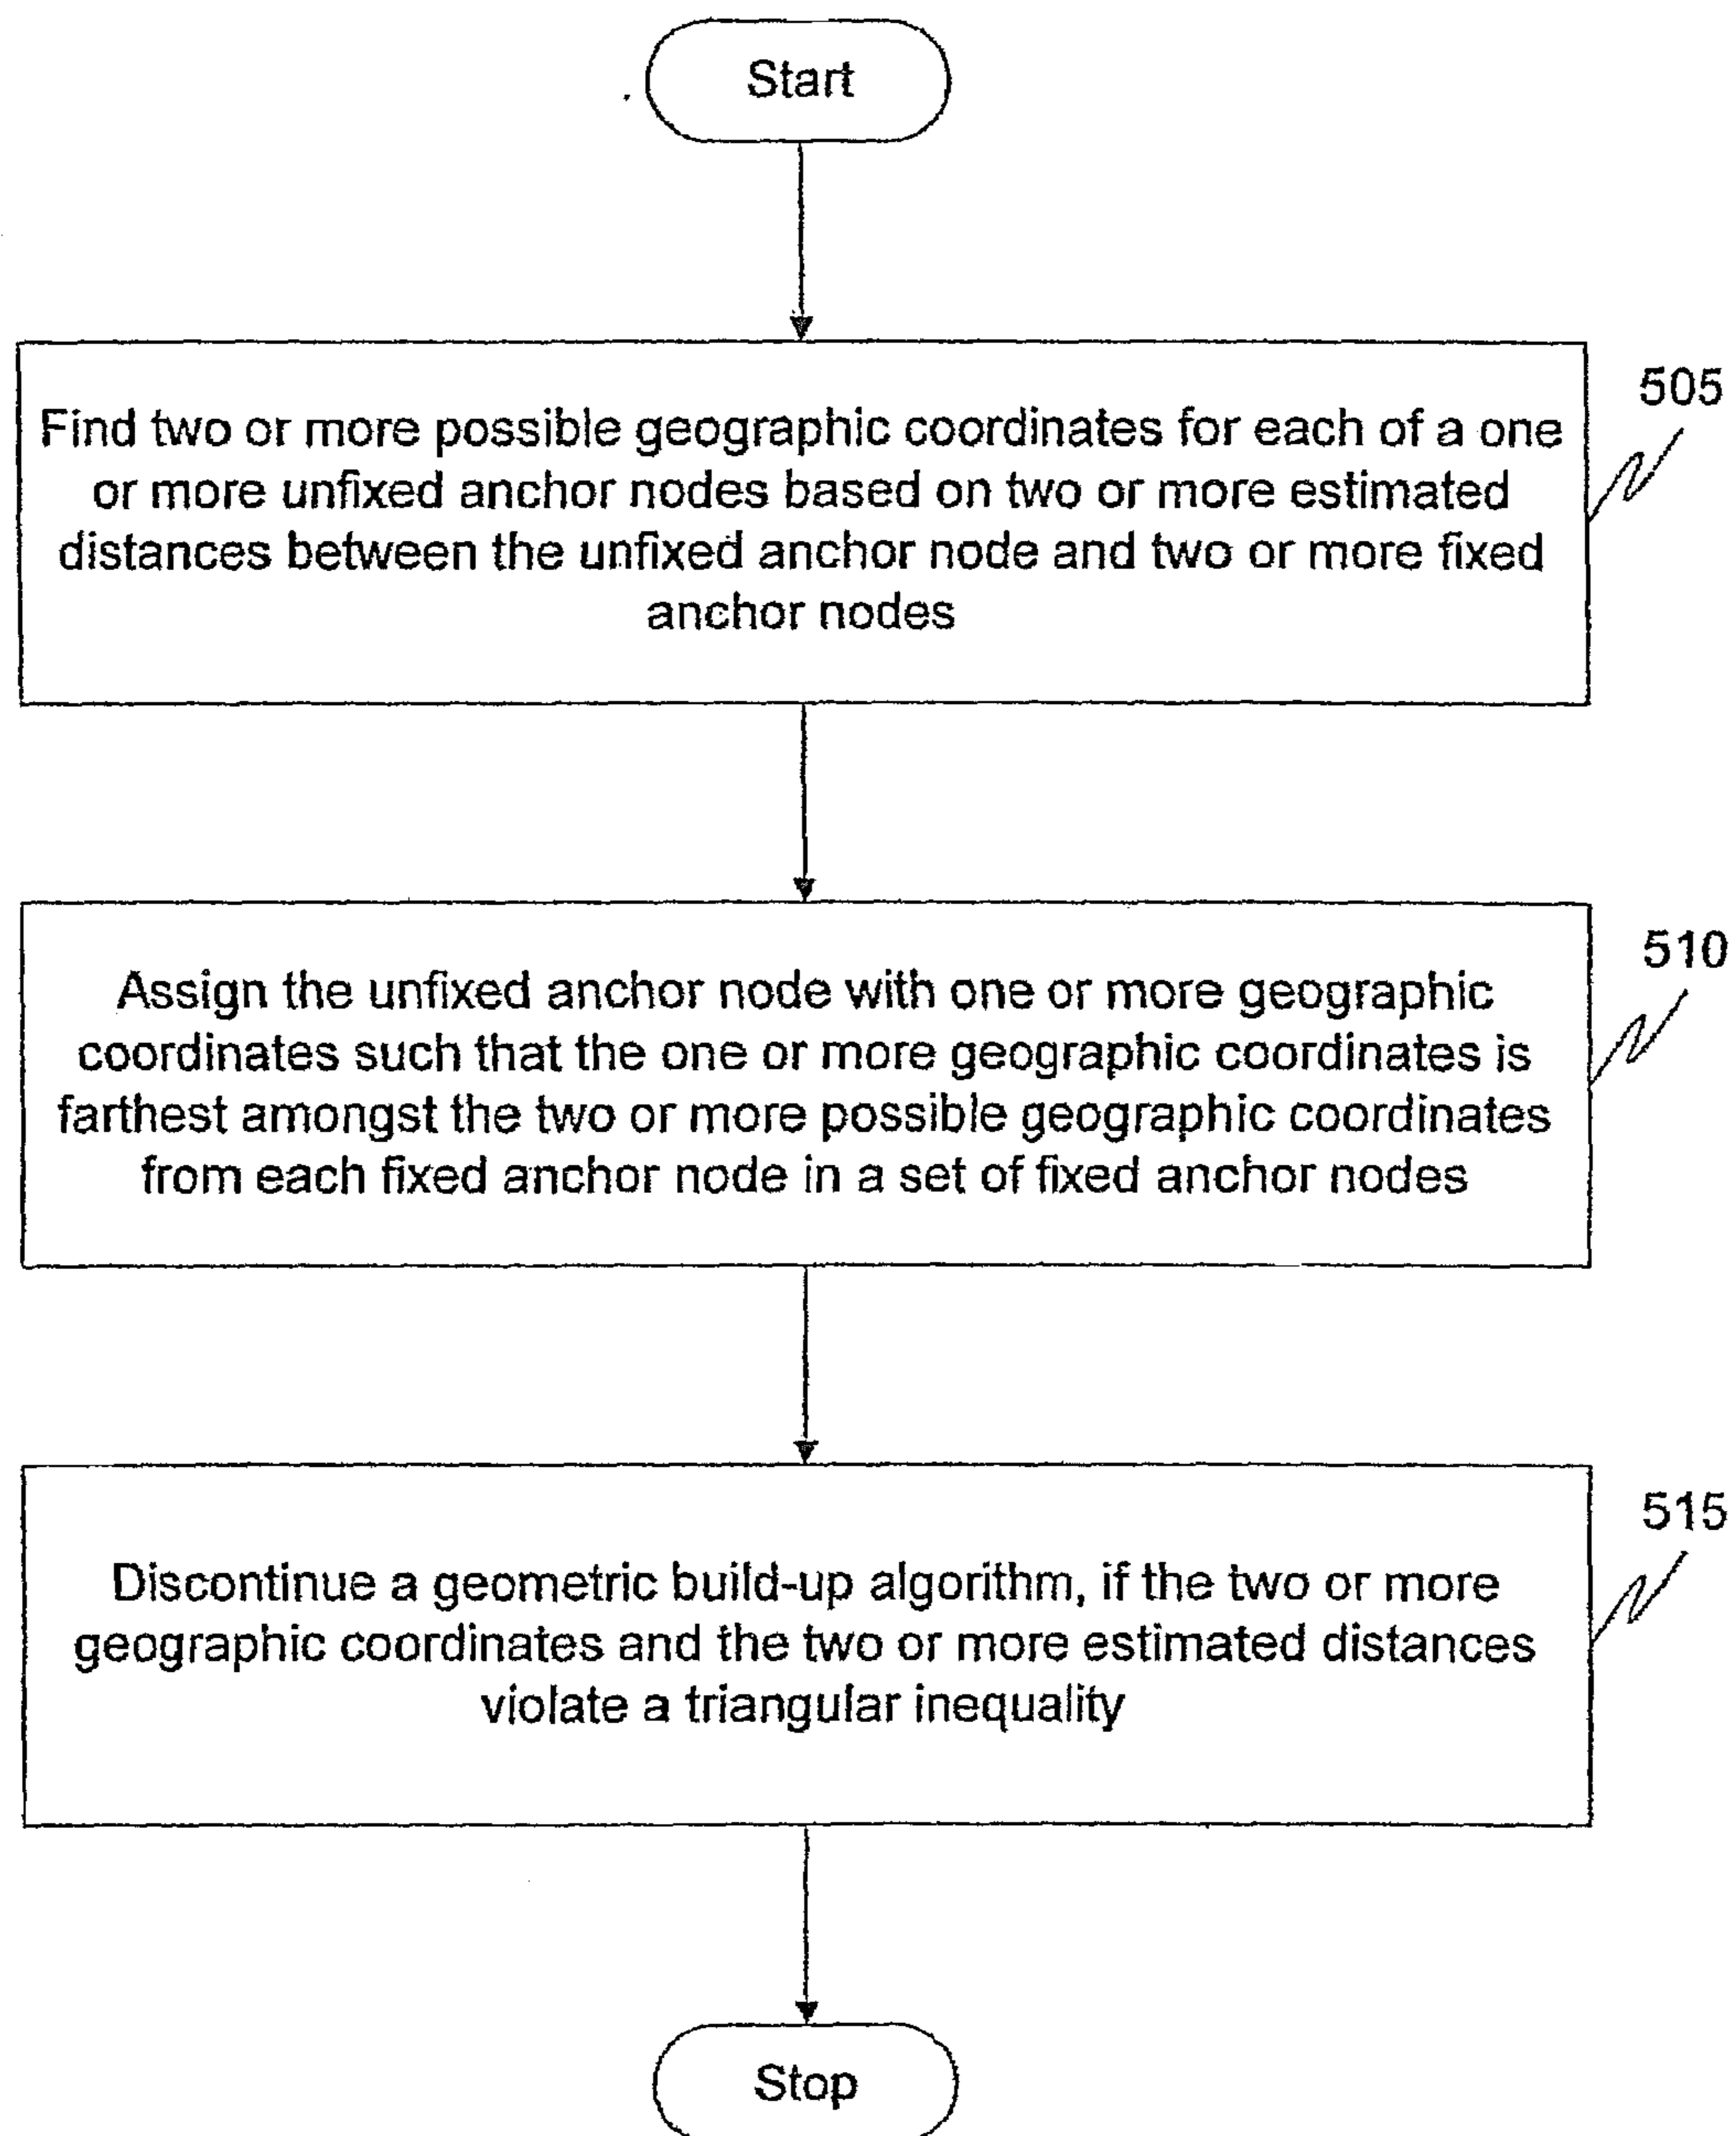 Start
505
Find two or more possible geographic coordinates for each of a one
or more unfixed anchor nodes based on two or more estimated
distances between the unfixed anchor node and two or more fixed
anchor nodes
510
Assign the unfixed anchor node with one or more geographic
coordinates such that the one or more geographic coordinates is
farthest amongst the two or more possible geographic coordinates
from each fixed anchor node in a set of fixed anchor nodes
515
Discontinue a geometric build-up algorithm, if the two or more
geographic coordinates and the two or more estimated distances
violate a triangular inequality
Stop